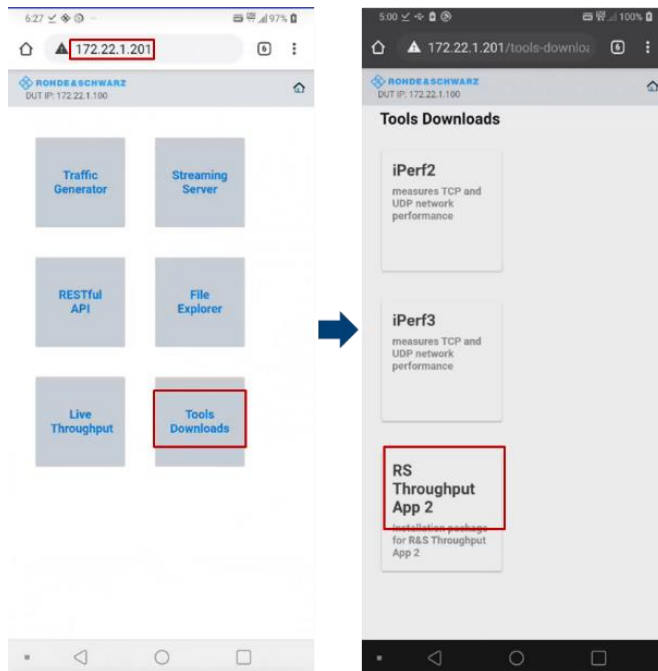 6:27
97%
172.22.1.201
6
ROHDE & SCHWARZ
DUT IP: 172.22.1.100
Traffic
Generator
Streaming
Server
RESTful
API
File
Explorer
Live
Throughput
Tools
Downloads
5:00
100%
172.22.1.201/tools-downloa
6
ROHDE & SCHWARZ
DUT IP: 172.22.1.100
Tools Downloads
iPerf2
measures TCP and
UDP network
performance
iPerf3
measures TCP and
UDP network
performance
RS
Throughput
App 2
Installation package
for R&S Throughput
App 2